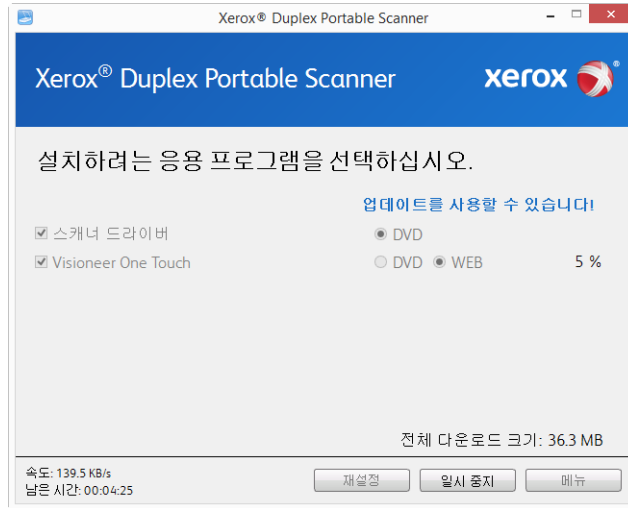 Xerox® Duplex Portable Scanner
Xerox® Duplex Portable Scanner
xerox®
설치하려는 응용 프로그램을 선택하십시오.
업데이트를 사용할 수 있습니다!
스캐너 드라이버 DVD
Visioneer One Touch DVD WEB 5 %
전체 다운로드 크기: 36.3 MB
속도: 139.5 KB/s
남은 시간: 00:04:25
재설정 일시 중지 메뉴